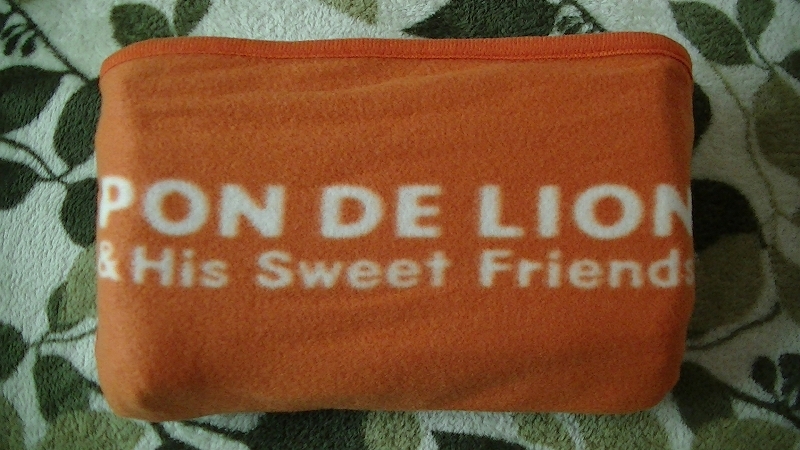 PON DE LION
& His Sweet Friends